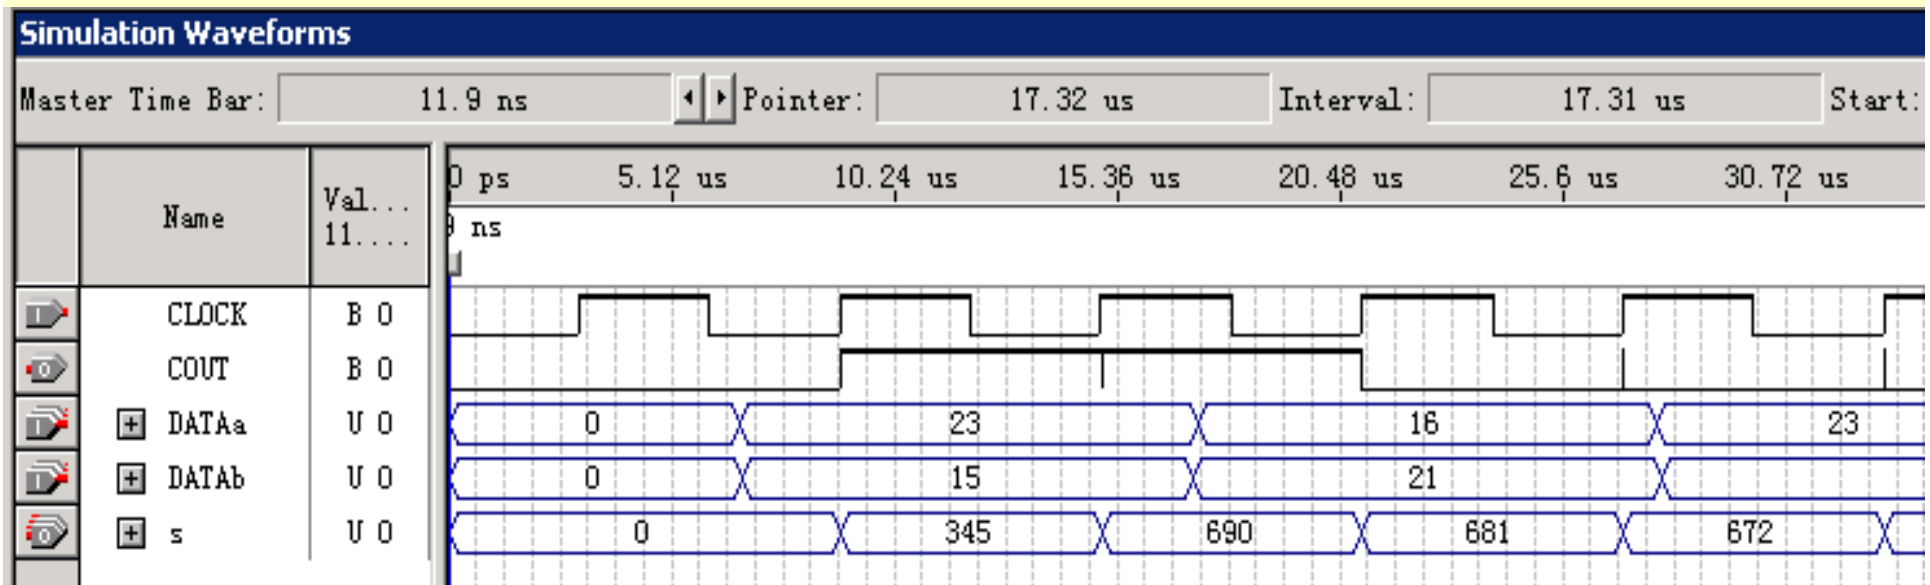 Simulation Waveforms
Master Time Bar: 11.9 ns Pointer: 17.32 us Interval: 17.31 us Start:
Name Val... 0 ps 5.12 us 10.24 us 15.36 us 20.48 us 25.6 us 30.72 us
11.... ns
CLOCK B 0
COUT B 0
DATAa U 0 0 23 16 23
DATAb U 0 0 15 21
s U 0 0 345 690 681 672